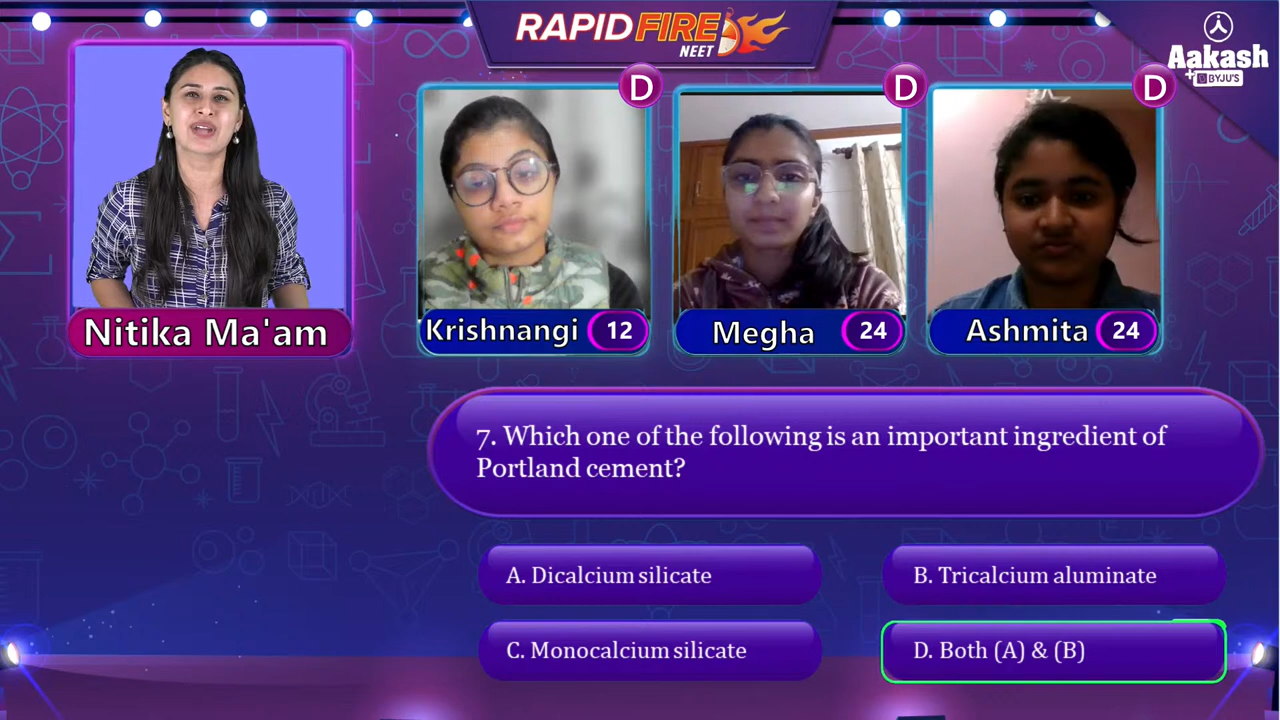 RAPID FIRE
NEET
Aakash
+ BYJU'S
D
D
D
Nitika Ma'am
Krishnangi 12
Megha 24
Ashmita 24
7. Which one of the following is an important ingredient of
Portland cement?
A. Dicalcium silicate
B. Tricalcium aluminate
C. Monocalcium silicate
D. Both (A) & (B)